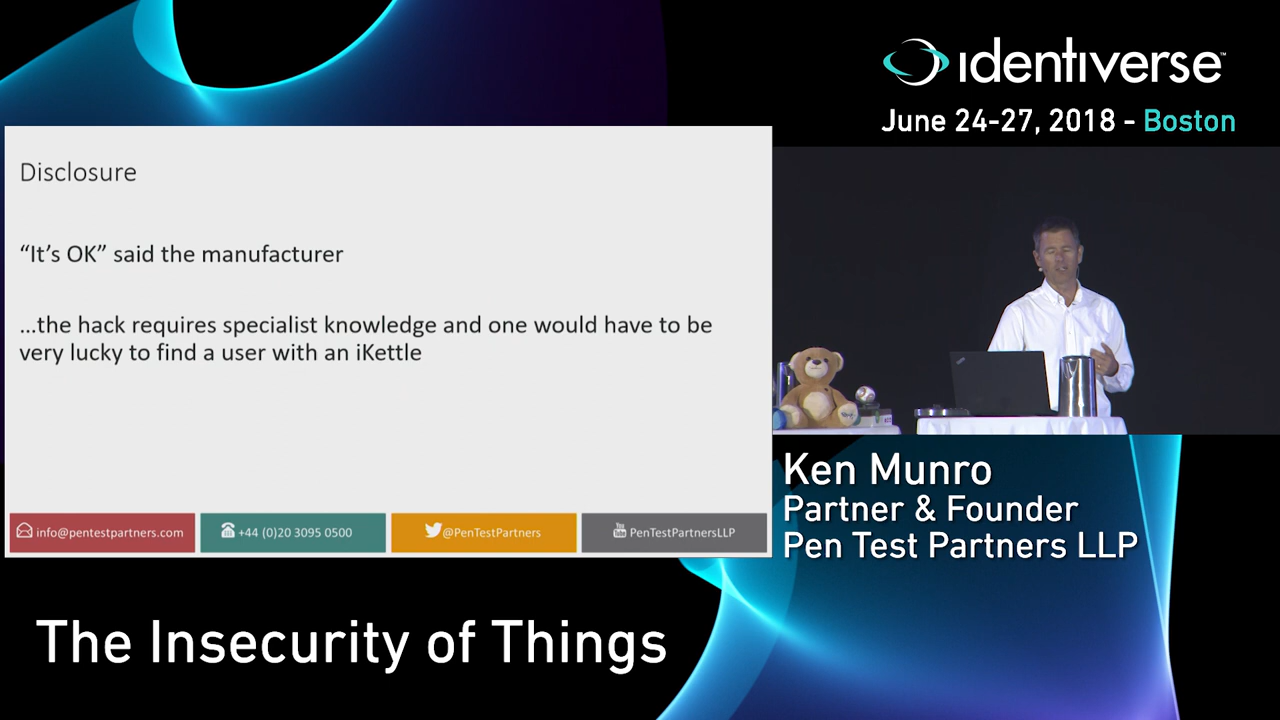 identiverse™
June 24-27, 2018 - Boston
Disclosure
“It’s OK” said the manufacturer
...the hack requires specialist knowledge and one would have to be
very lucky to find a user with an iKettle
info@pentestpartners.com
+44 (0)20 3095 0500
@PenTestPartners
PenTestPartnersLLP
Ken Munro
Partner & Founder
Pen Test Partners LLP
The Insecurity of Things